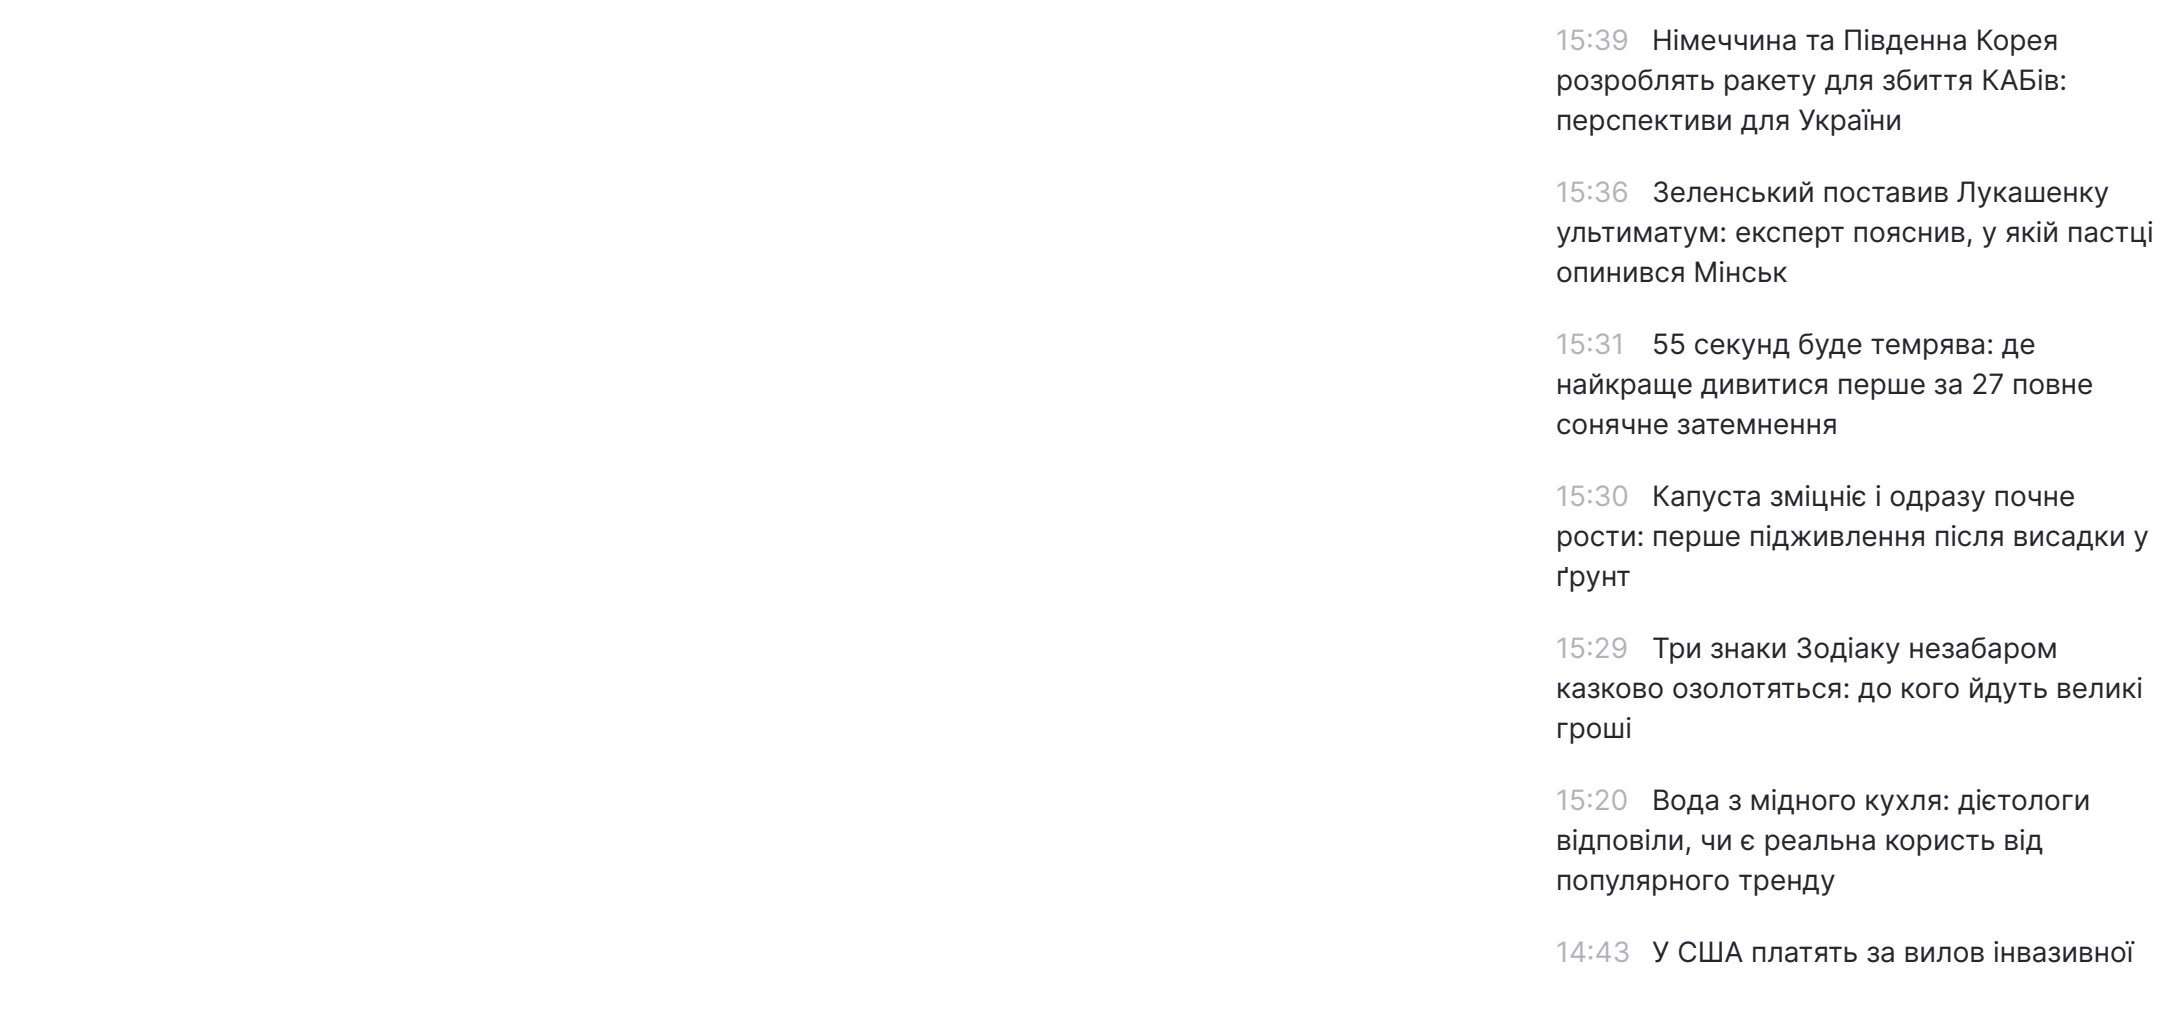 15:39 Німеччина та Південна Корея
розроблять ракету для збиття КАБів:
перспективи для України
15:36 Зеленський поставив Лукашенку
ультиматум: експерт пояснив, у якій пастці
опинився Мінськ
15:31 55 секунд буде темрява: де
найкраще дивитися перше за 27 повне
сонячне затемнення
15:30 Капуста зміцніє і одразу почне
рости: перше підживлення після висадки у
ґрунт
15:29 Три знаки Зодіаку незабаром
казково озолотяться: до кого йдуть великі
гроші
15:20 Вода з мідного кухля: дієтологи
відповіли, чи є реальна користь від
популярного тренду
14:43 У США платять за вилов інвазивної